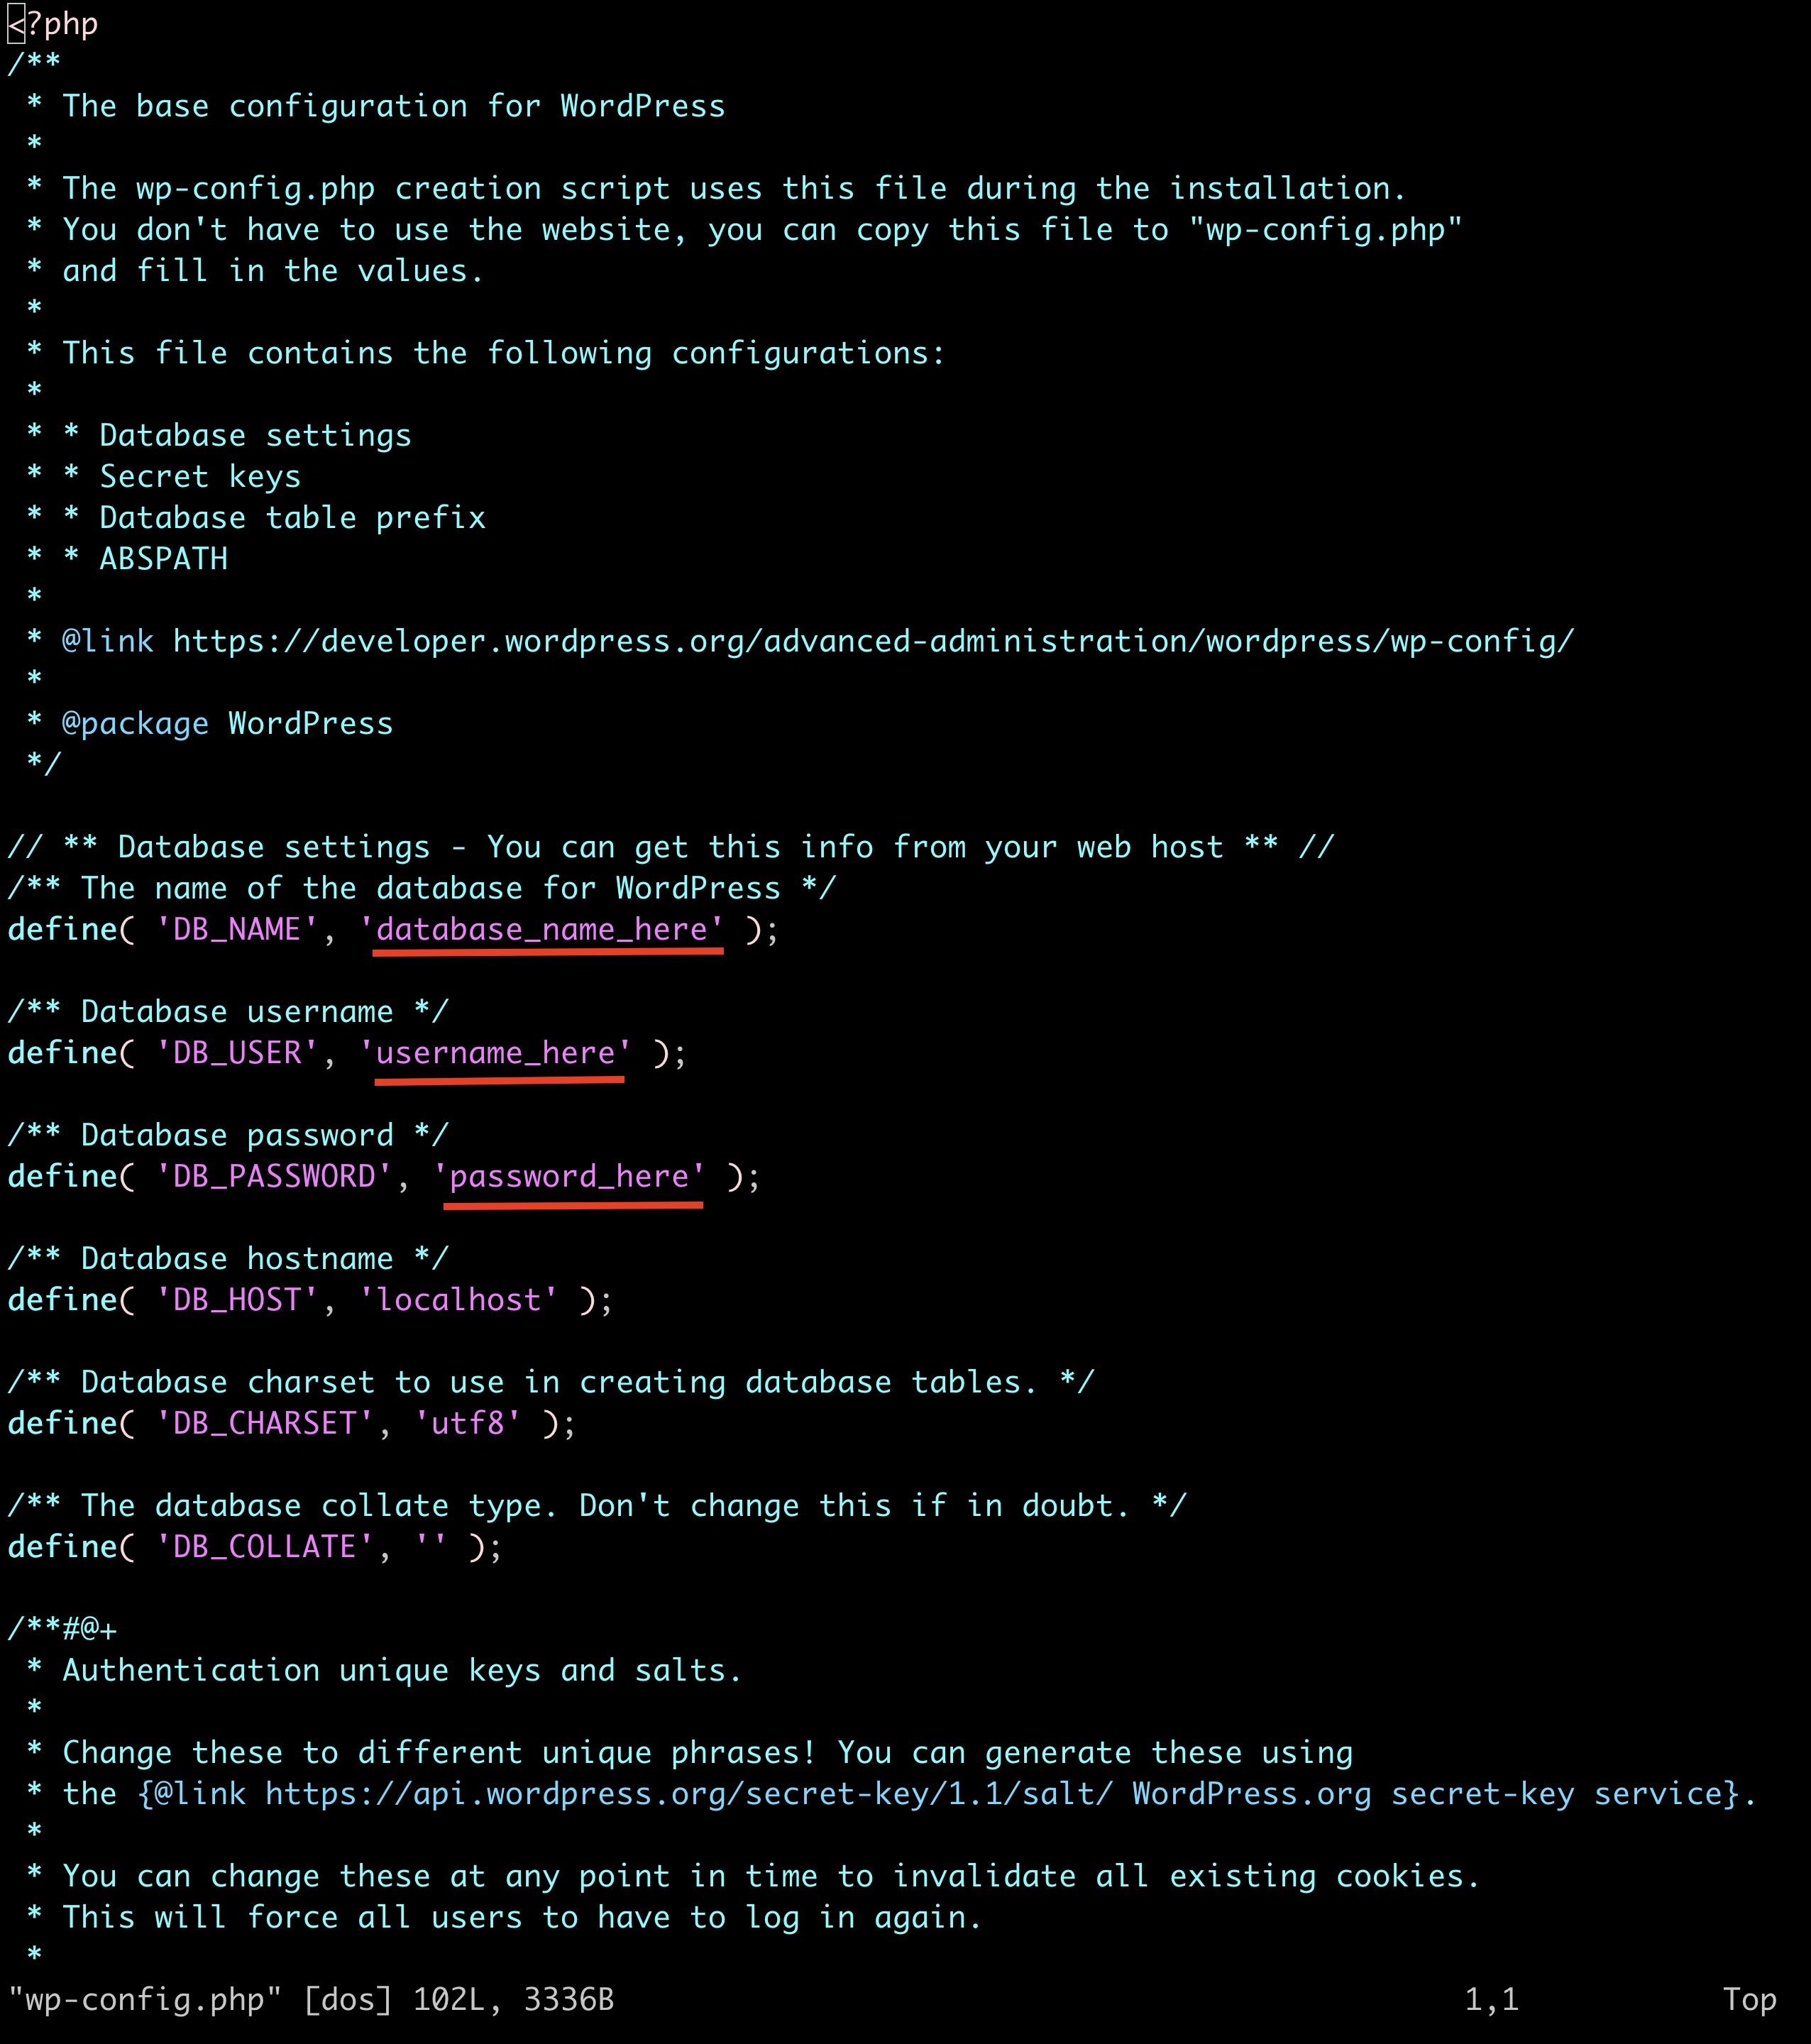 <?php
/**
 * The base configuration for WordPress
 *
 * The wp-config.php creation script uses this file during the installation.
 * You don't have to use the website, you can copy this file to "wp-config.php"
 * and fill in the values.
 *
 * This file contains the following configurations:
 *
 * * Database settings
 * * Secret keys
 * * Database table prefix
 * * ABSPATH
 *
 * @link https://developer.wordpress.org/advanced-administration/wordpress/wp-config/
 *
 * @package WordPress
 */

// ** Database settings - You can get this info from your web host ** //
/** The name of the database for WordPress */
define( 'DB_NAME', 'database_name_here' );

/** Database username */
define( 'DB_USER', 'username_here' );

/** Database password */
define( 'DB_PASSWORD', 'password_here' );

/** Database hostname */
define( 'DB_HOST', 'localhost' );

/** Database charset to use in creating database tables. */
define( 'DB_CHARSET', 'utf8' );

/** The database collate type. Don't change this if in doubt. */
define( 'DB_COLLATE', '' );

/**#@+
 * Authentication unique keys and salts.
 *
 * Change these to different unique phrases! You can generate these using
 * the {@link https://api.wordpress.org/secret-key/1.1/salt/ WordPress.org secret-key service}.
 *
 * You can change these at any point in time to invalidate all existing cookies.
 * This will force all users to have to log in again.
 *
"wp-config.php" [dos] 102L, 3336B 1,1 Top